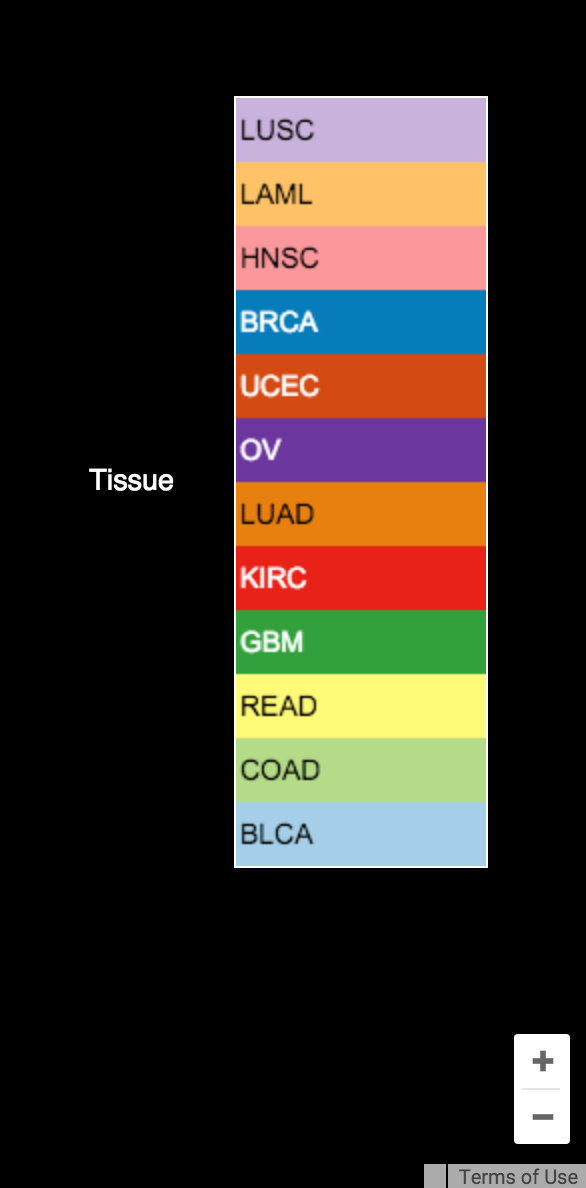 LUSC
LAML
HNSC
BRCA
UCEC
OV
Tissue
LUAD
KIRC
GBM
READ
COAD
BLCA
+
−
Terms of Use